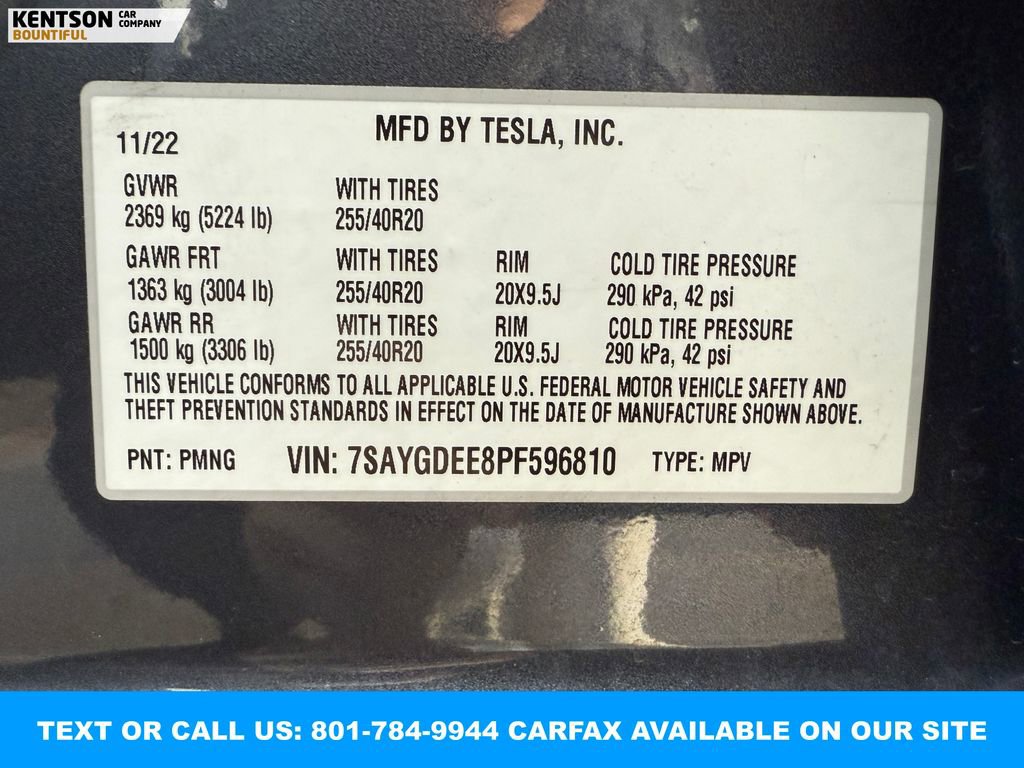 KENTSON CAR COMPANY
BOUNTIFUL
11/22 MFD BY TESLA, INC.
GVWR WITH TIRES
2369 kg (5224 lb) 255/40R20
GAWR FRT WITH TIRES RIM COLD TIRE PRESSURE
1363 kg (3004 lb) 255/40R20 20X9.5J 290 kPa, 42 psi
GAWR RR WITH TIRES RIM COLD TIRE PRESSURE
1500 kg (3306 lb) 255/40R20 20X9.5J 290 kPa, 42 psi
THIS VEHICLE CONFORMS TO ALL APPLICABLE U.S. FEDERAL MOTOR VEHICLE SAFETY AND
THEFT PREVENTION STANDARDS IN EFFECT ON THE DATE OF MANUFACTURE SHOWN ABOVE.
PNT: PMNG VIN: 7SAYGDEE8PF596810 TYPE: MPV
TEXT OR CALL US: 801-784-9944 CARFAX AVAILABLE ON OUR SITE